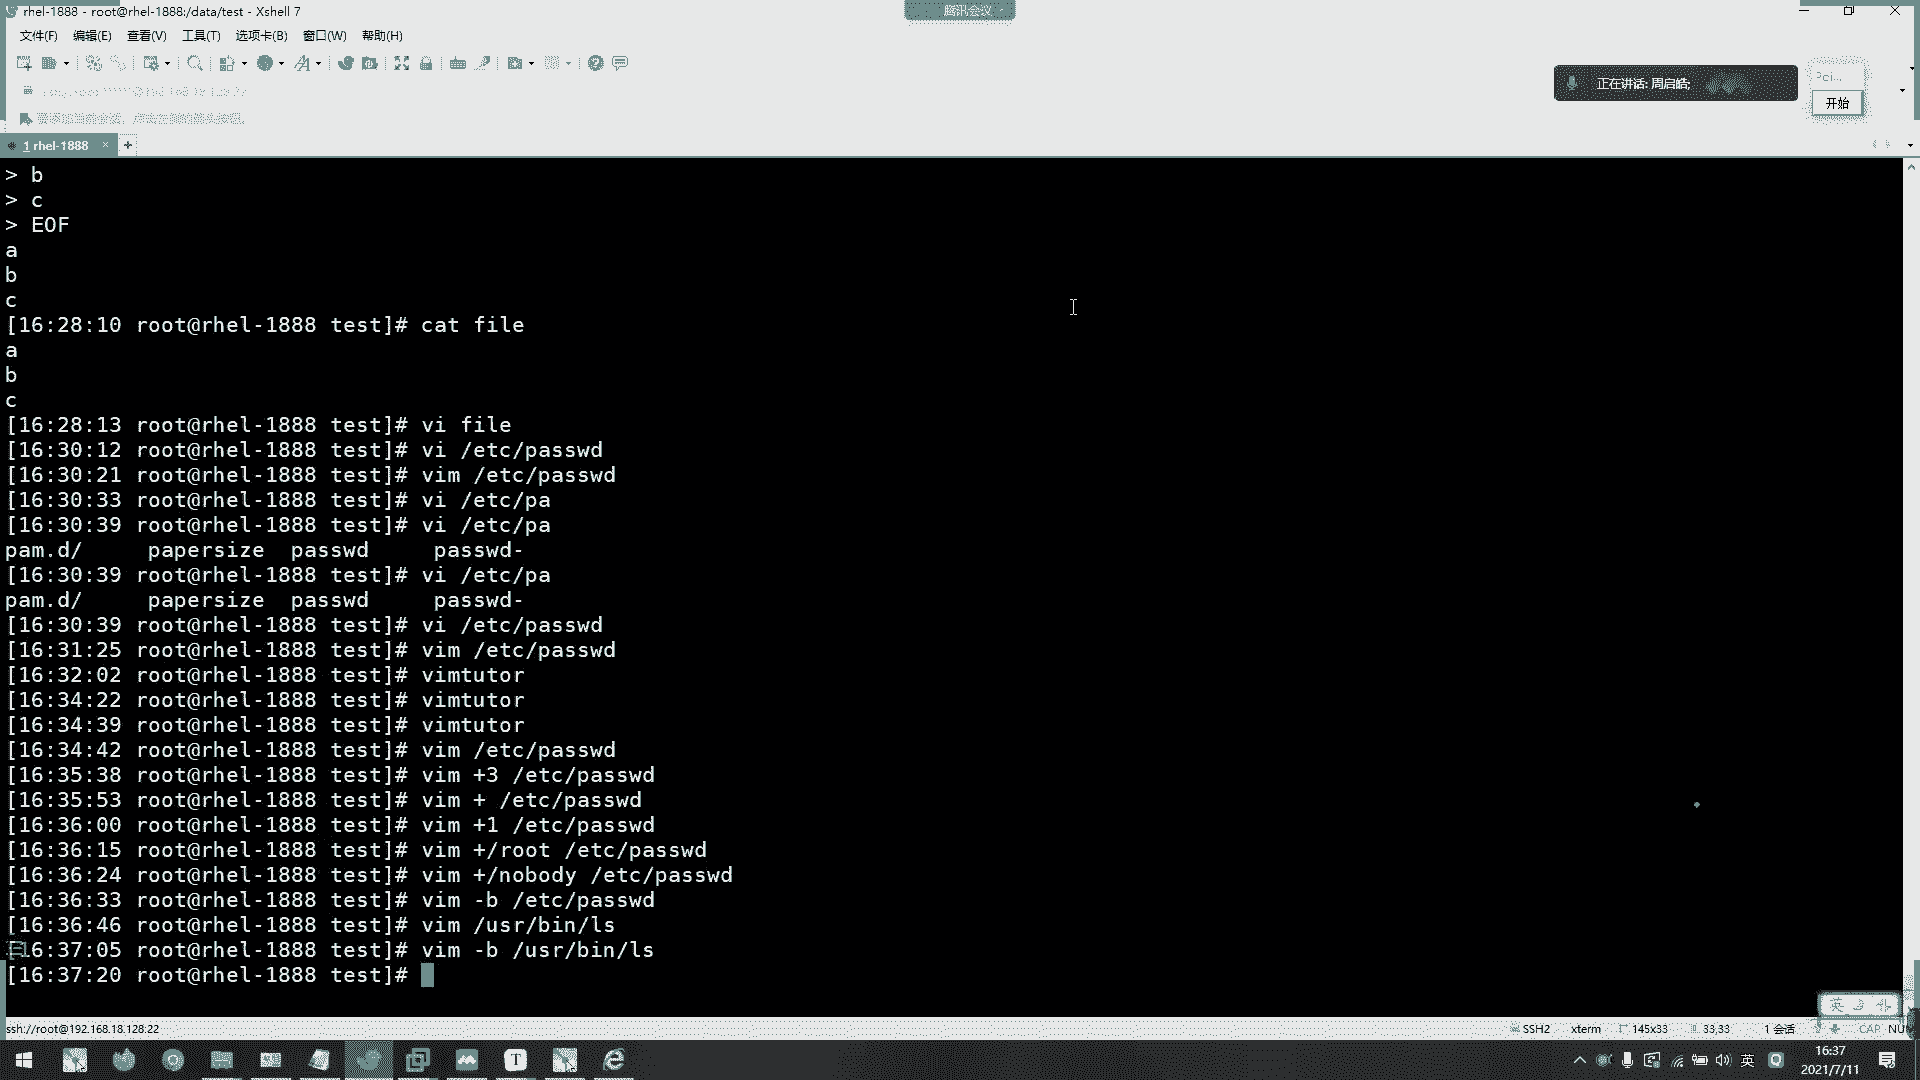 rhel-1888 - root@rhel-1888:/data/test - Xshell 7
腾讯会议
文件(F) 编辑(E) 查看(V) 工具(T) 选项卡(B) 窗口(W) 帮助(H)
正在讲话: 周启皓;
开始
1 rhel-1888
> b
> c
> EOF
a
b
c
[16:28:10 root@rhel-1888 test]# cat file
a
b
c
[16:28:13 root@rhel-1888 test]# vi file
[16:30:12 root@rhel-1888 test]# vi /etc/passwd
[16:30:21 root@rhel-1888 test]# vim /etc/passwd
[16:30:33 root@rhel-1888 test]# vi /etc/pa
[16:30:39 root@rhel-1888 test]# vi /etc/pa
pam.d/ papersize passwd passwd-
[16:30:39 root@rhel-1888 test]# vi /etc/pa
pam.d/ papersize passwd passwd-
[16:30:39 root@rhel-1888 test]# vi /etc/passwd
[16:31:25 root@rhel-1888 test]# vim /etc/passwd
[16:32:02 root@rhel-1888 test]# vimtutor
[16:34:22 root@rhel-1888 test]# vimtutor
[16:34:39 root@rhel-1888 test]# vimtutor
[16:34:42 root@rhel-1888 test]# vim /etc/passwd
[16:35:38 root@rhel-1888 test]# vim +3 /etc/passwd
[16:35:53 root@rhel-1888 test]# vim + /etc/passwd
[16:36:00 root@rhel-1888 test]# vim +1 /etc/passwd
[16:36:15 root@rhel-1888 test]# vim +/root /etc/passwd
[16:36:24 root@rhel-1888 test]# vim +/nobody /etc/passwd
[16:36:33 root@rhel-1888 test]# vim -b /etc/passwd
[16:36:46 root@rhel-1888 test]# vim /usr/bin/ls
[16:37:05 root@rhel-1888 test]# vim -b /usr/bin/ls
[16:37:20 root@rhel-1888 test]#
英
ssh://root@192.168.18.128:22 SSH2 xterm 145x33 33,33 1 会话 CAP NUM
英 16:37
2021/7/11